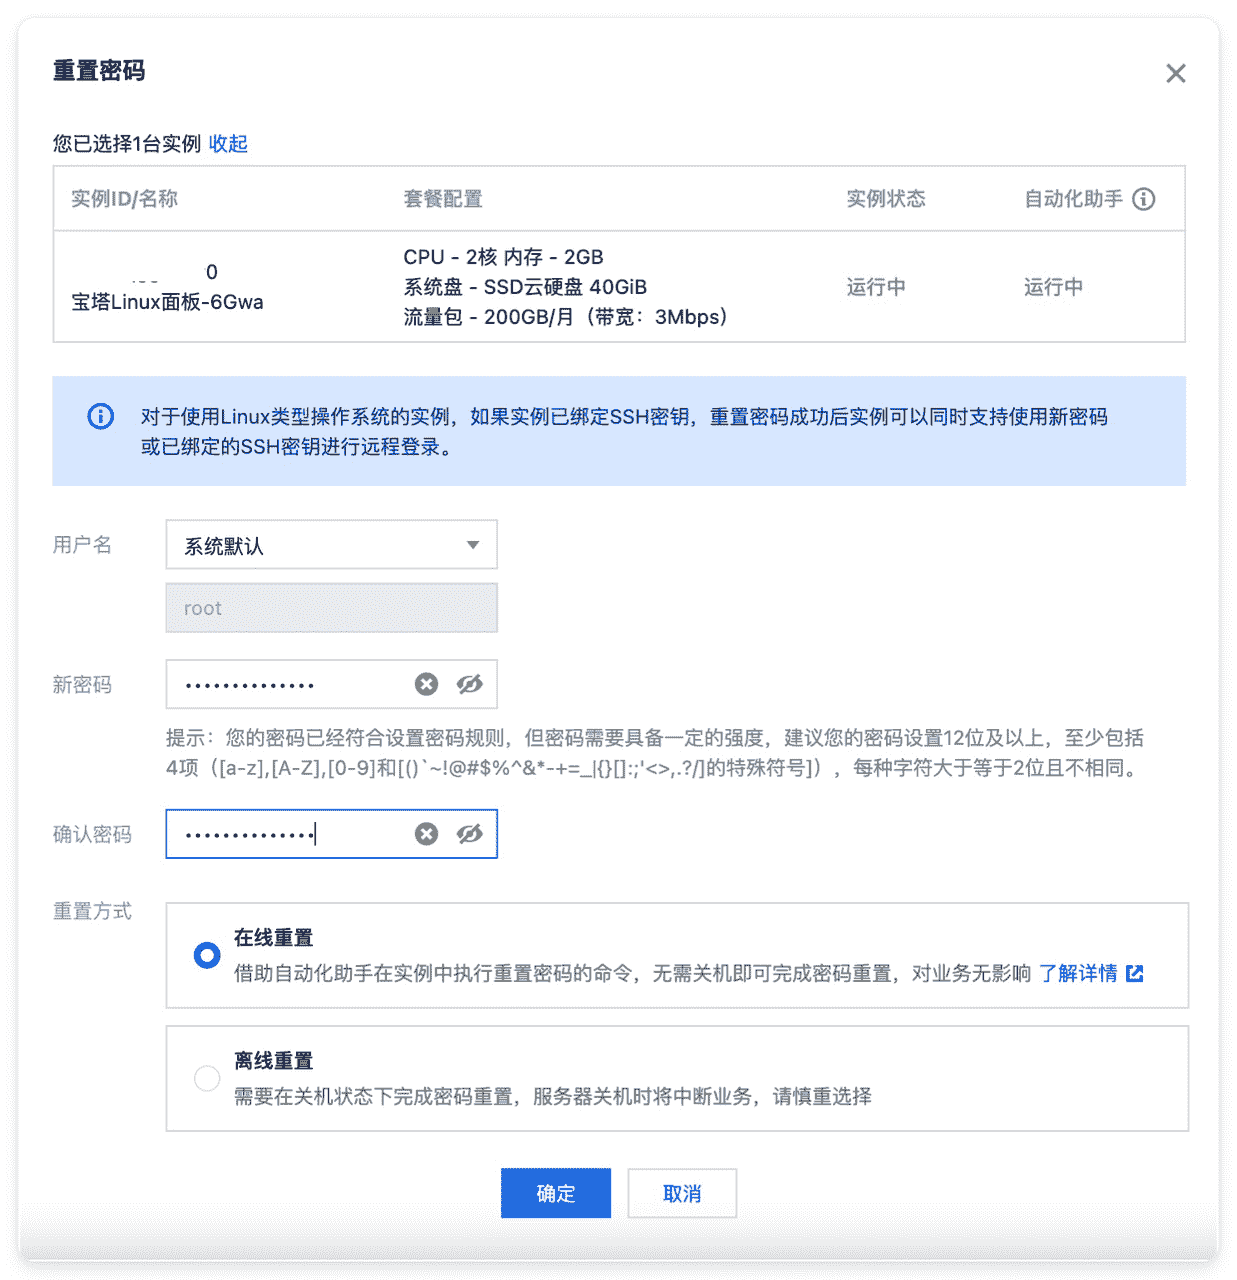 重置密码
您已选择1台实例 收起
实例ID/名称 套餐配置 实例状态 自动化助手
0
宝塔Linux面板-6Gwa
CPU - 2核 内存 - 2GB
系统盘 - SSD云硬盘 40GiB
流量包 - 200GB/月（带宽：3Mbps）
运行中 运行中
对于使用Linux类型操作系统的实例，如果实例已绑定SSH密钥，重置密码成功后实例可以同时支持使用新密码
或已绑定的SSH密钥进行远程登录。
用户名 系统默认
root
新密码 ••••••••••••••
提示：您的密码已经符合设置密码规则，但密码需要具备一定的强度，建议您的密码设置12位及以上，至少包括
4项（[a-z],[A-Z],[0-9]和[()`~!@#$%^&*-+=_|{}[]:;'<>,.?/]的特殊符号]），每种字符大于等于2位且不相同。
确认密码 ••••••••••••••
重置方式
在线重置
借助自动化助手在实例中执行重置密码的命令，无需关机即可完成密码重置，对业务无影响 了解详情
离线重置
需要在关机状态下完成密码重置，服务器关机时将中断业务，请慎重选择
确定 取消